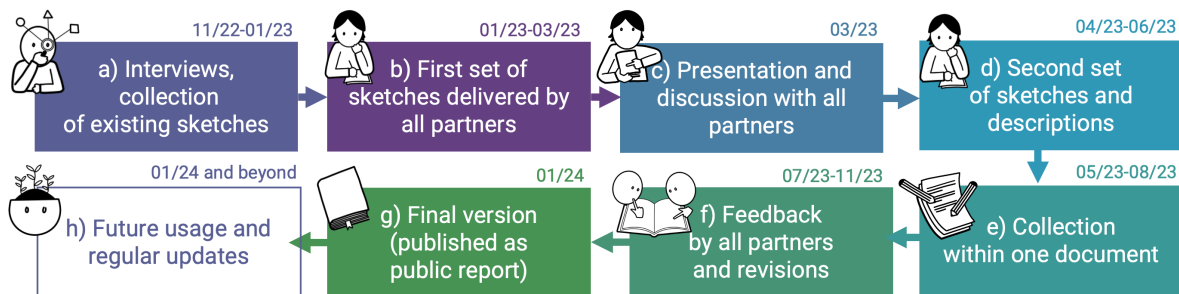 11/22-01/23
a) Interviews,
collection
of existing sketches
01/23-03/23
b) First set of
sketches delivered by
all partners
03/23
c) Presentation and
discussion with all
partners
04/23-06/23
d) Second set
of sketches and
descriptions
05/23-08/23
e) Collection
within one document
07/23-11/23
f) Feedback
by all partners
and revisions
01/24
g) Final version
(published as
public report)
01/24 and beyond
h) Future usage and
regular updates